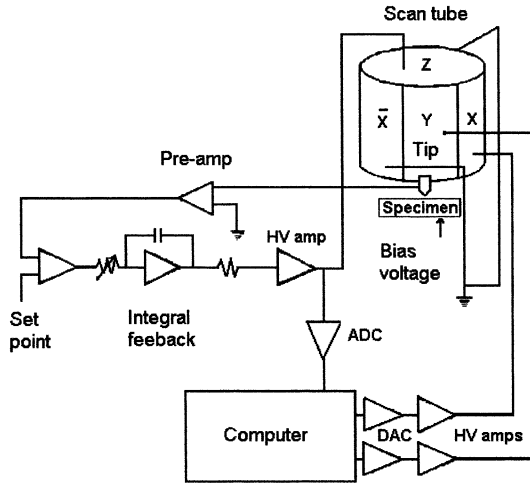 Scan tube
Z
X̄
Y
X
Tip
Pre-amp
Specimen
HV amp
Bias
voltage
Set
point
Integral
feeback
ADC
Computer
DAC
HV amps